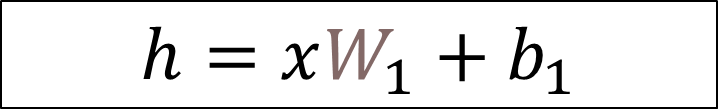 h = xW₁ + b₁